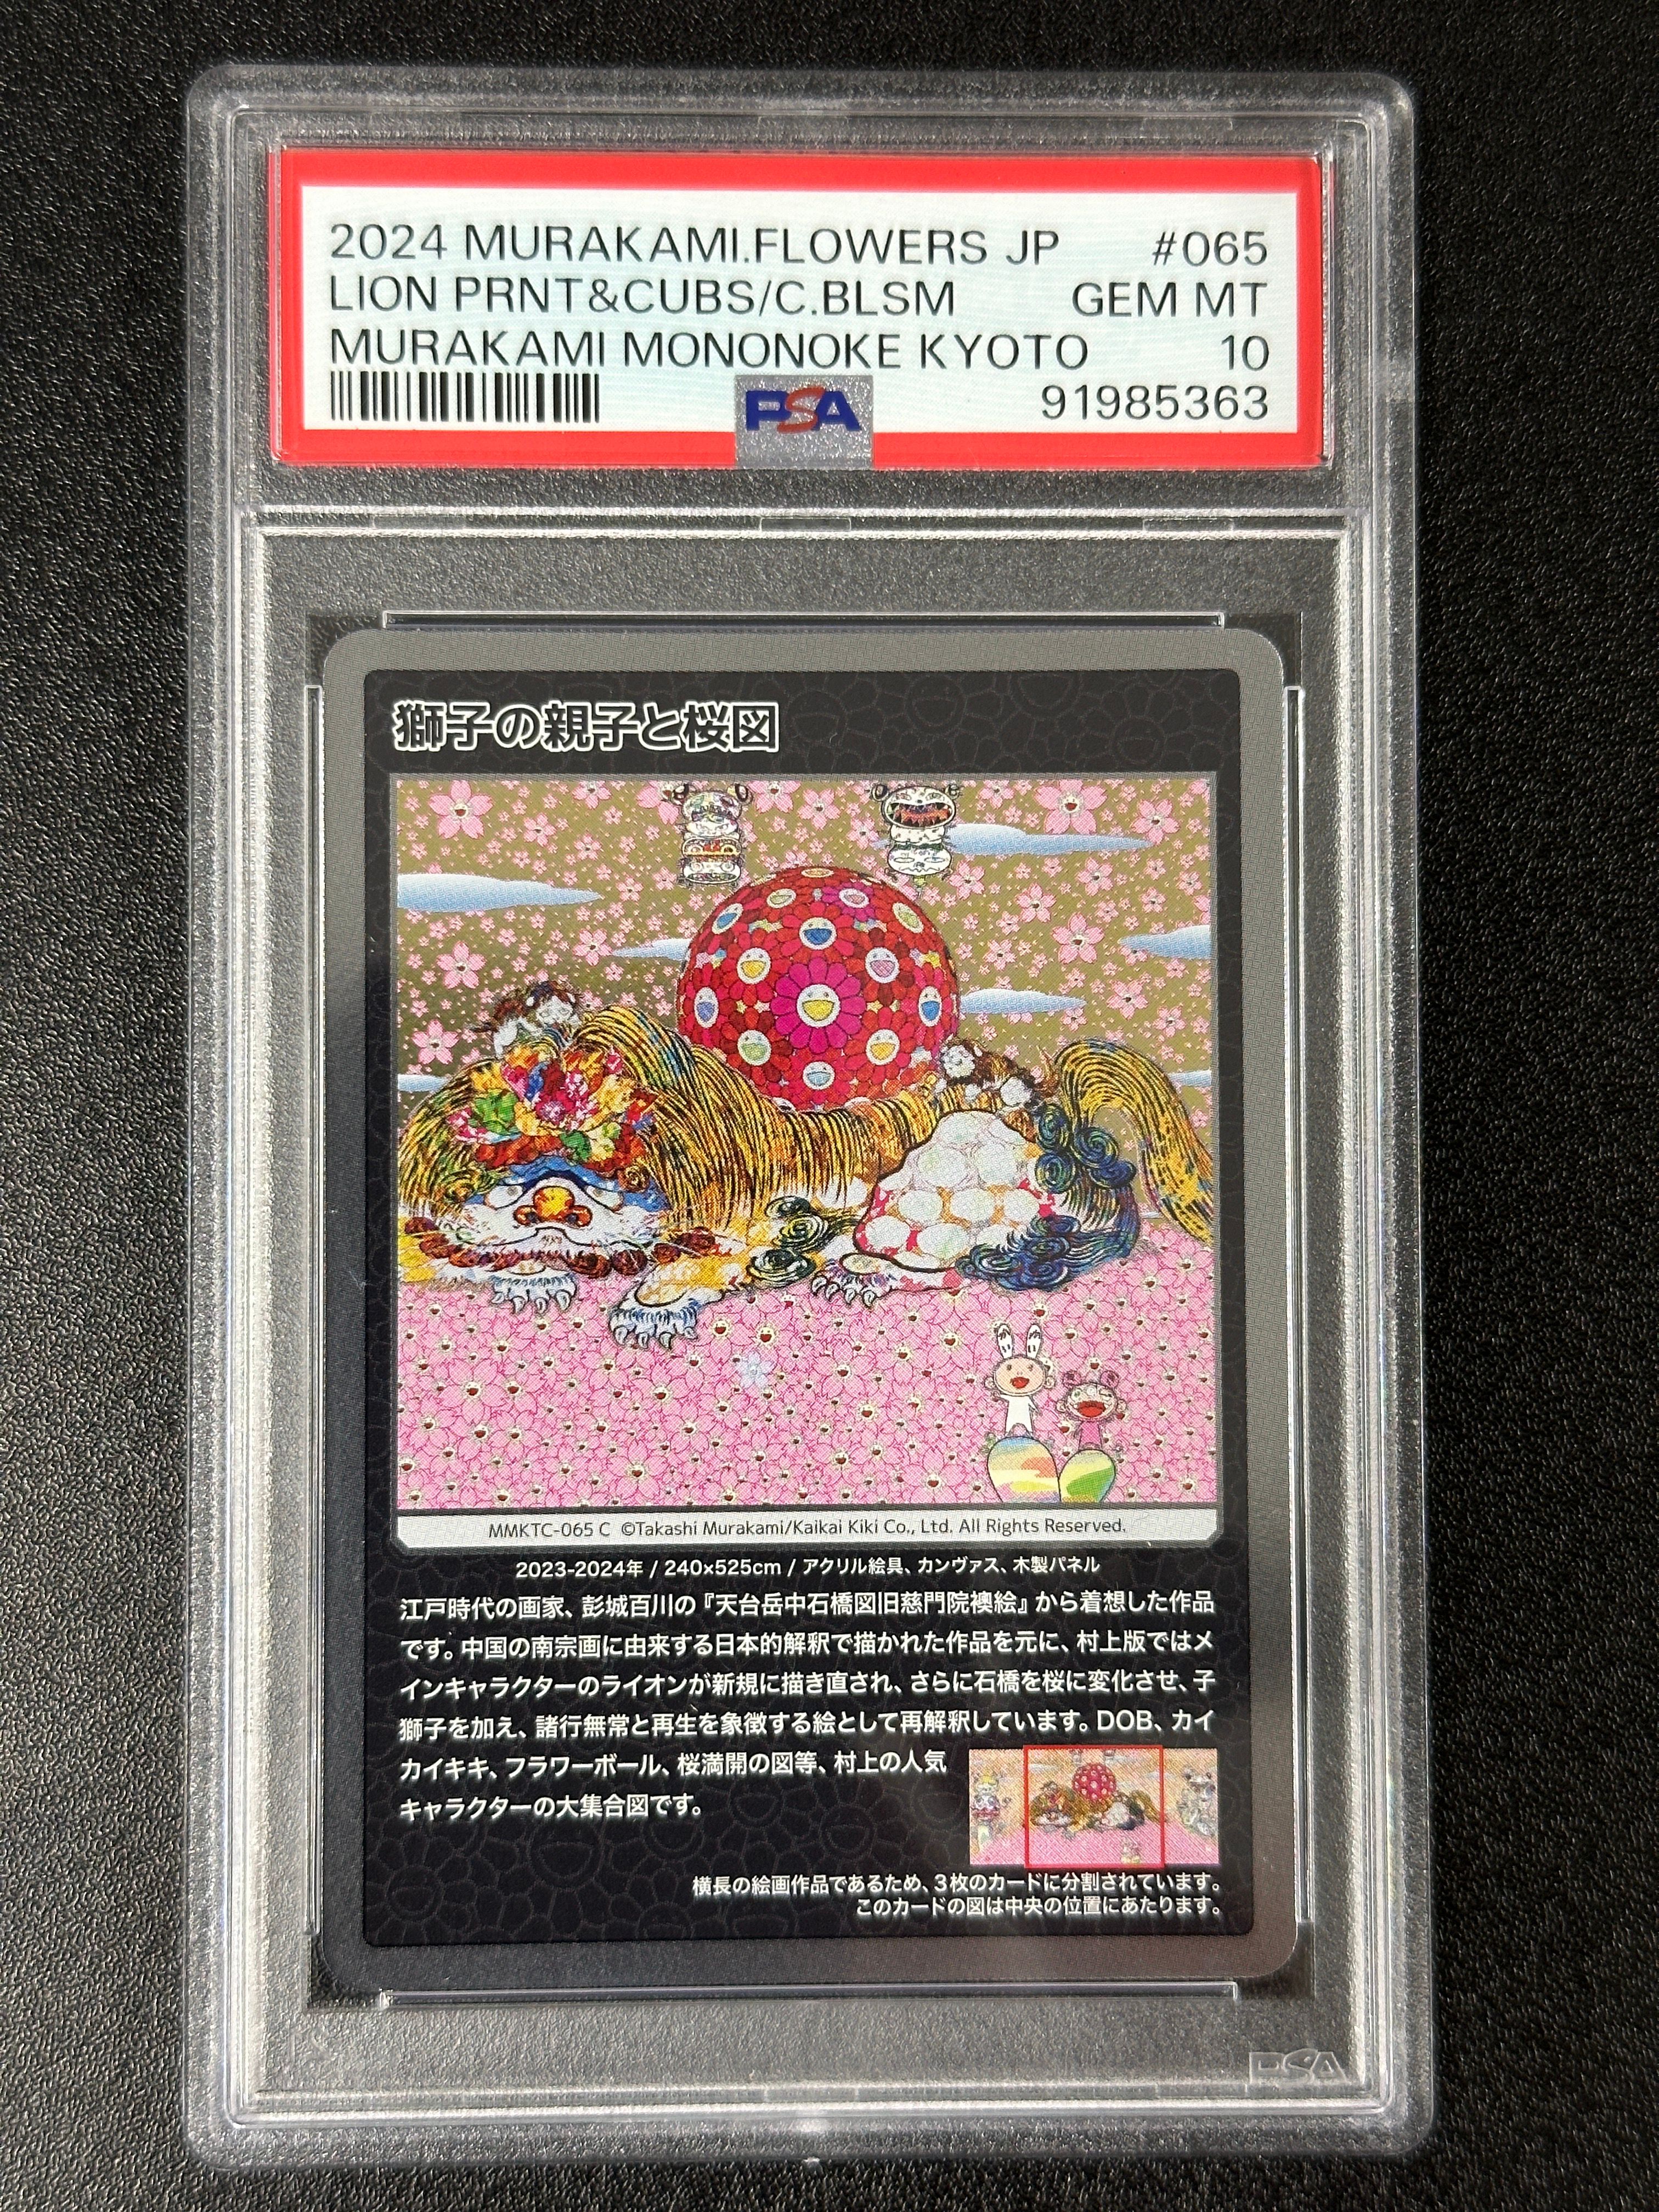 2024 MURAKAMI.FLOWERS JP #065
LION PRNT&CUBS/C.BLSM GEM MT
MURAKAMI MONONOKE KYOTO 10
PSA 91985363
獅子の親子と桜図
MMKTC-065 C ©Takashi Murakami/Kaikai Kiki Co., Ltd. All Rights Reserved.
2023-2024年 / 240×525cm / アクリル絵具、カンヴァス、木製パネル
江戸時代の画家、彭城百川の『天台岳中石橋図旧慈門院襖絵』から着想した作品
です。中国の南宗画に由来する日本的解釈で描かれた作品を元に、村上版ではメ
インキャラクターのライオンが新規に描き直され、さらに石橋を桜に変化させ、子
獅子を加え、諸行無常と再生を象徴する絵として再解釈しています。DOB、カイ
カイキキ、フラワーボール、桜満開の図等、村上の人気
キャラクターの大集合図です。
横長の絵画作品であるため、3枚のカードに分割されています。
このカードの図は中央の位置にあたります。
PSA